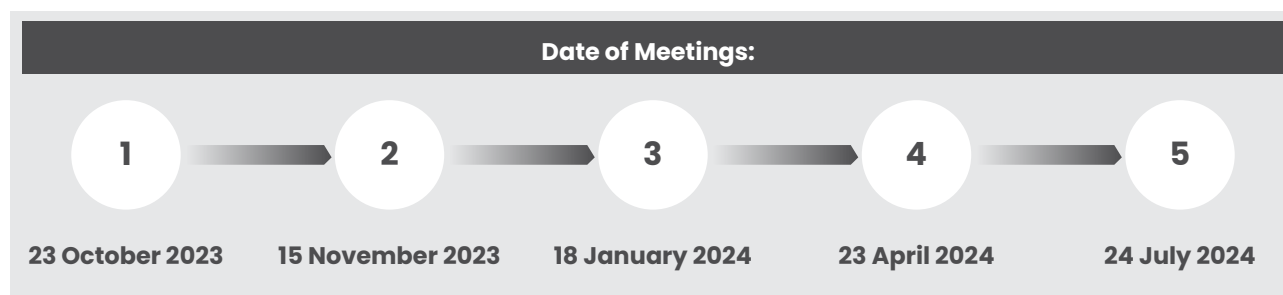 Date of Meetings:
1 2 3 4 5
23 October 2023 15 November 2023 18 January 2024 23 April 2024 24 July 2024